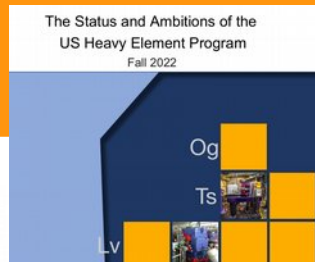 The Status and Ambitions of the
US Heavy Element Program
Fall 2022
Og
Ts
Lv